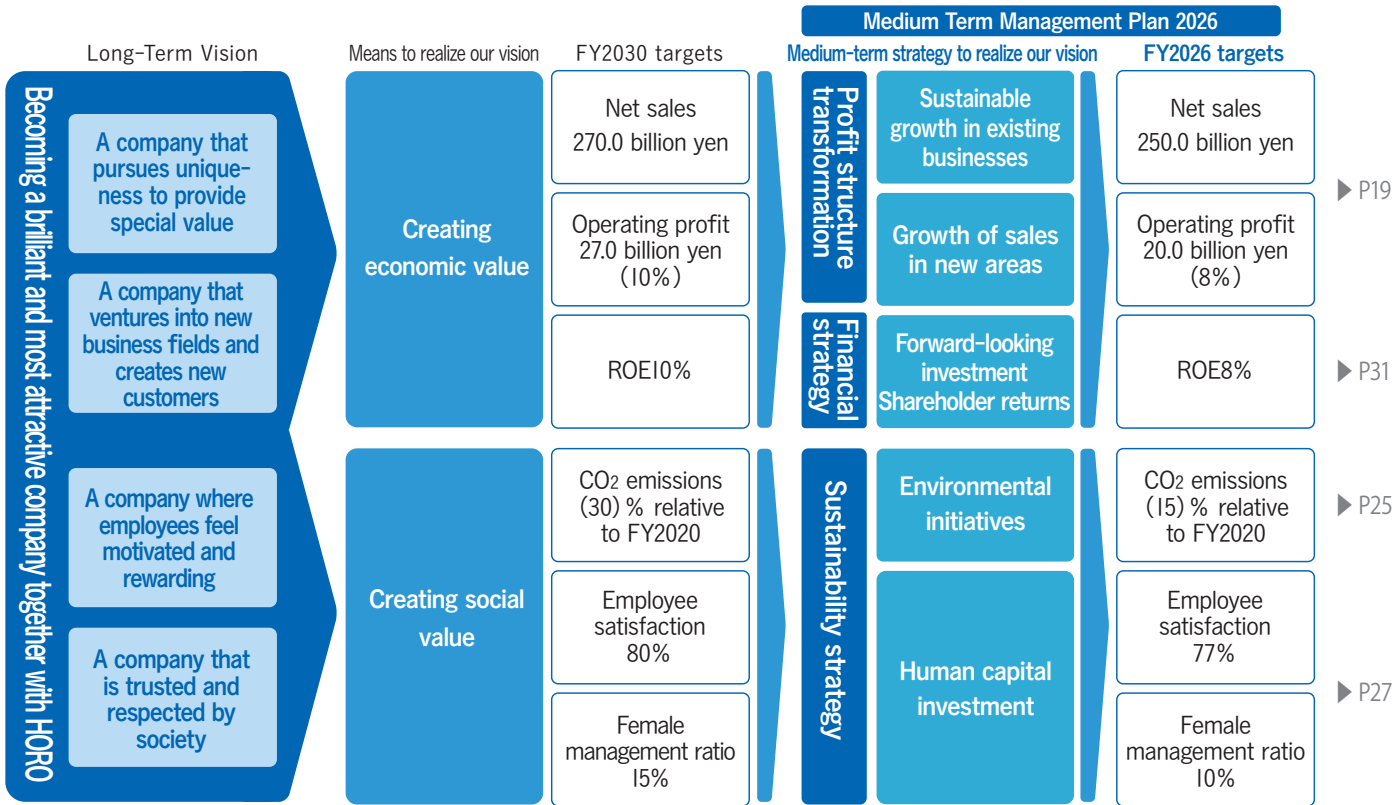 Medium Term Management Plan 2026
Long-Term Vision
Means to realize our vision
FY2030 targets
Medium-term strategy to realize our vision
FY2026 targets
Becoming a brilliant and most attractive company together with HORO
A company that
pursues unique-
ness to provide
special value
A company that
ventures into new
business fields and
creates new
customers
A company where
employees feel
motivated and
rewarding
A company that
is trusted and
respected by
society
Creating
economic value
Net sales
270.0 billion yen
Operating profit
27.0 billion yen
(10%)
ROE10%
Profit structure
transformation
Sustainable
growth in existing
businesses
Growth of sales
in new areas
Financial
strategy
Forward-looking
investment
Shareholder returns
Net sales
250.0 billion yen
Operating profit
20.0 billion yen
(8%)
ROE8%
▶ P19
▶ P31
Creating social
value
CO2 emissions
(30) % relative
to FY2020
Employee
satisfaction
80%
Female
management ratio
15%
Sustainability strategy
Environmental
initiatives
Human capital
investment
CO2 emissions
(15) % relative
to FY2020
Employee
satisfaction
77%
Female
management ratio
10%
▶ P25
▶ P27